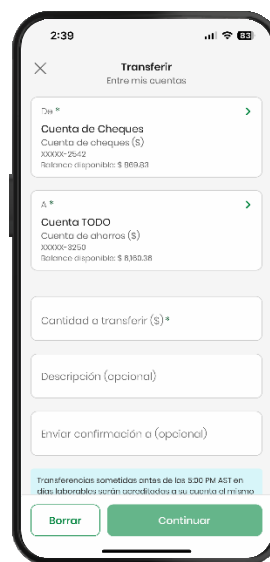 2:39
83
Transferir
Entre mis cuentas
De *
Cuenta de Cheques
Cuenta de cheques ($)
XXXXX-2542
Balance disponible: $ 869.83
A *
Cuenta TODO
Cuenta de ahorros ($)
XXXXX-3250
Balance disponible: $ 8,160.38
Cantidad a transferir ($)*
Descripción (opcional)
Enviar confirmación a (opcional)
Transferencias sometidas antes de las 5:00 PM AST en
días laborables serán acreditadas a su cuenta el mismo
Borrar
Continuar